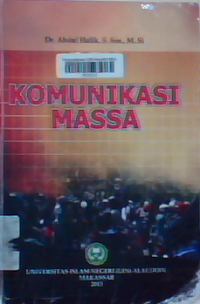 Dr. Abdul Halik, S. Sos., M. Si
KOMUNIKASI
MASSA
UNIVERSITAS ISLAM NEGERI (UIN) ALAUDDIN
MAKASSAR
2013